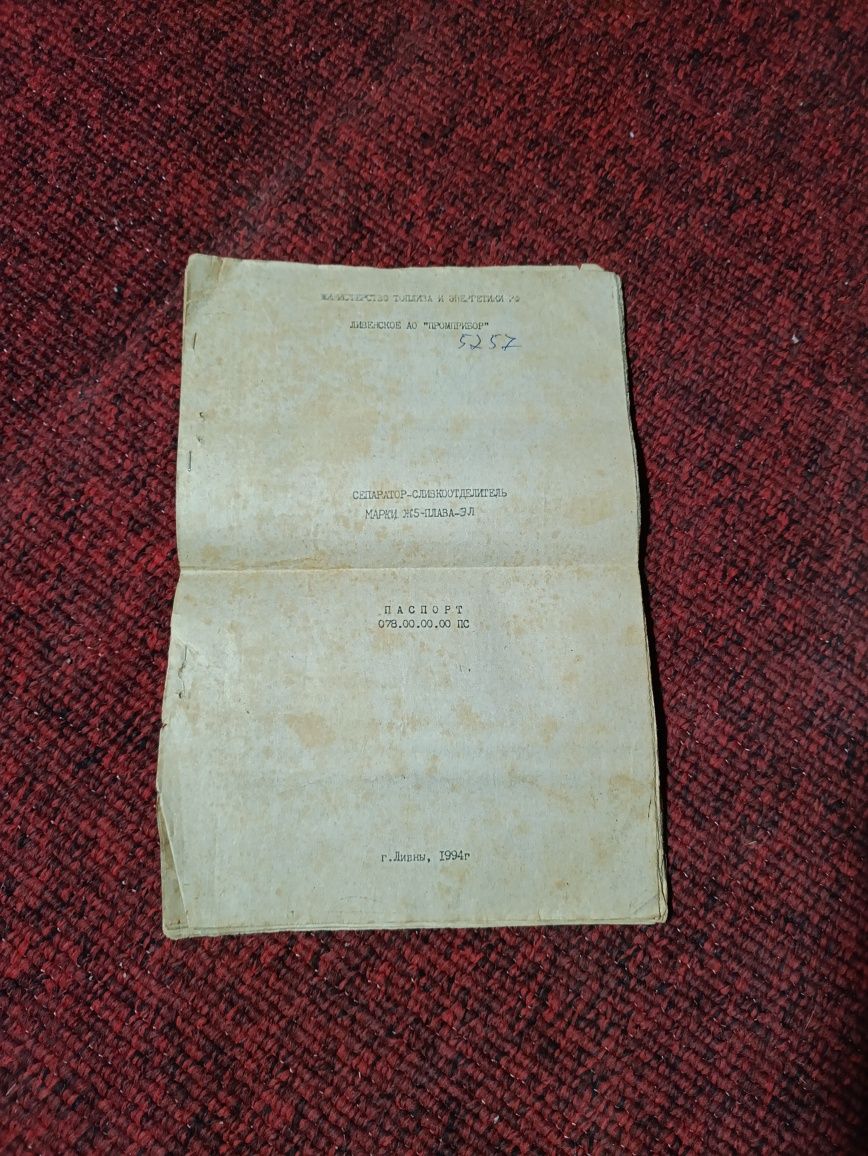 МИНИСТЕРСТВО ТОПЛИВА И ЭНЕРГЕТИКИ РФ
ЛИВЕНСКОЕ АО "ПРОМПРИБОР"
5257
СЕПАРАТОР-СЛИВКООТДЕЛИТЕЛЬ
МАРКИ Ж5-ПЛАВА-ЭЛ
П А С П О Р Т
078.00.00.00 ПС
г.Ливны, 1994г